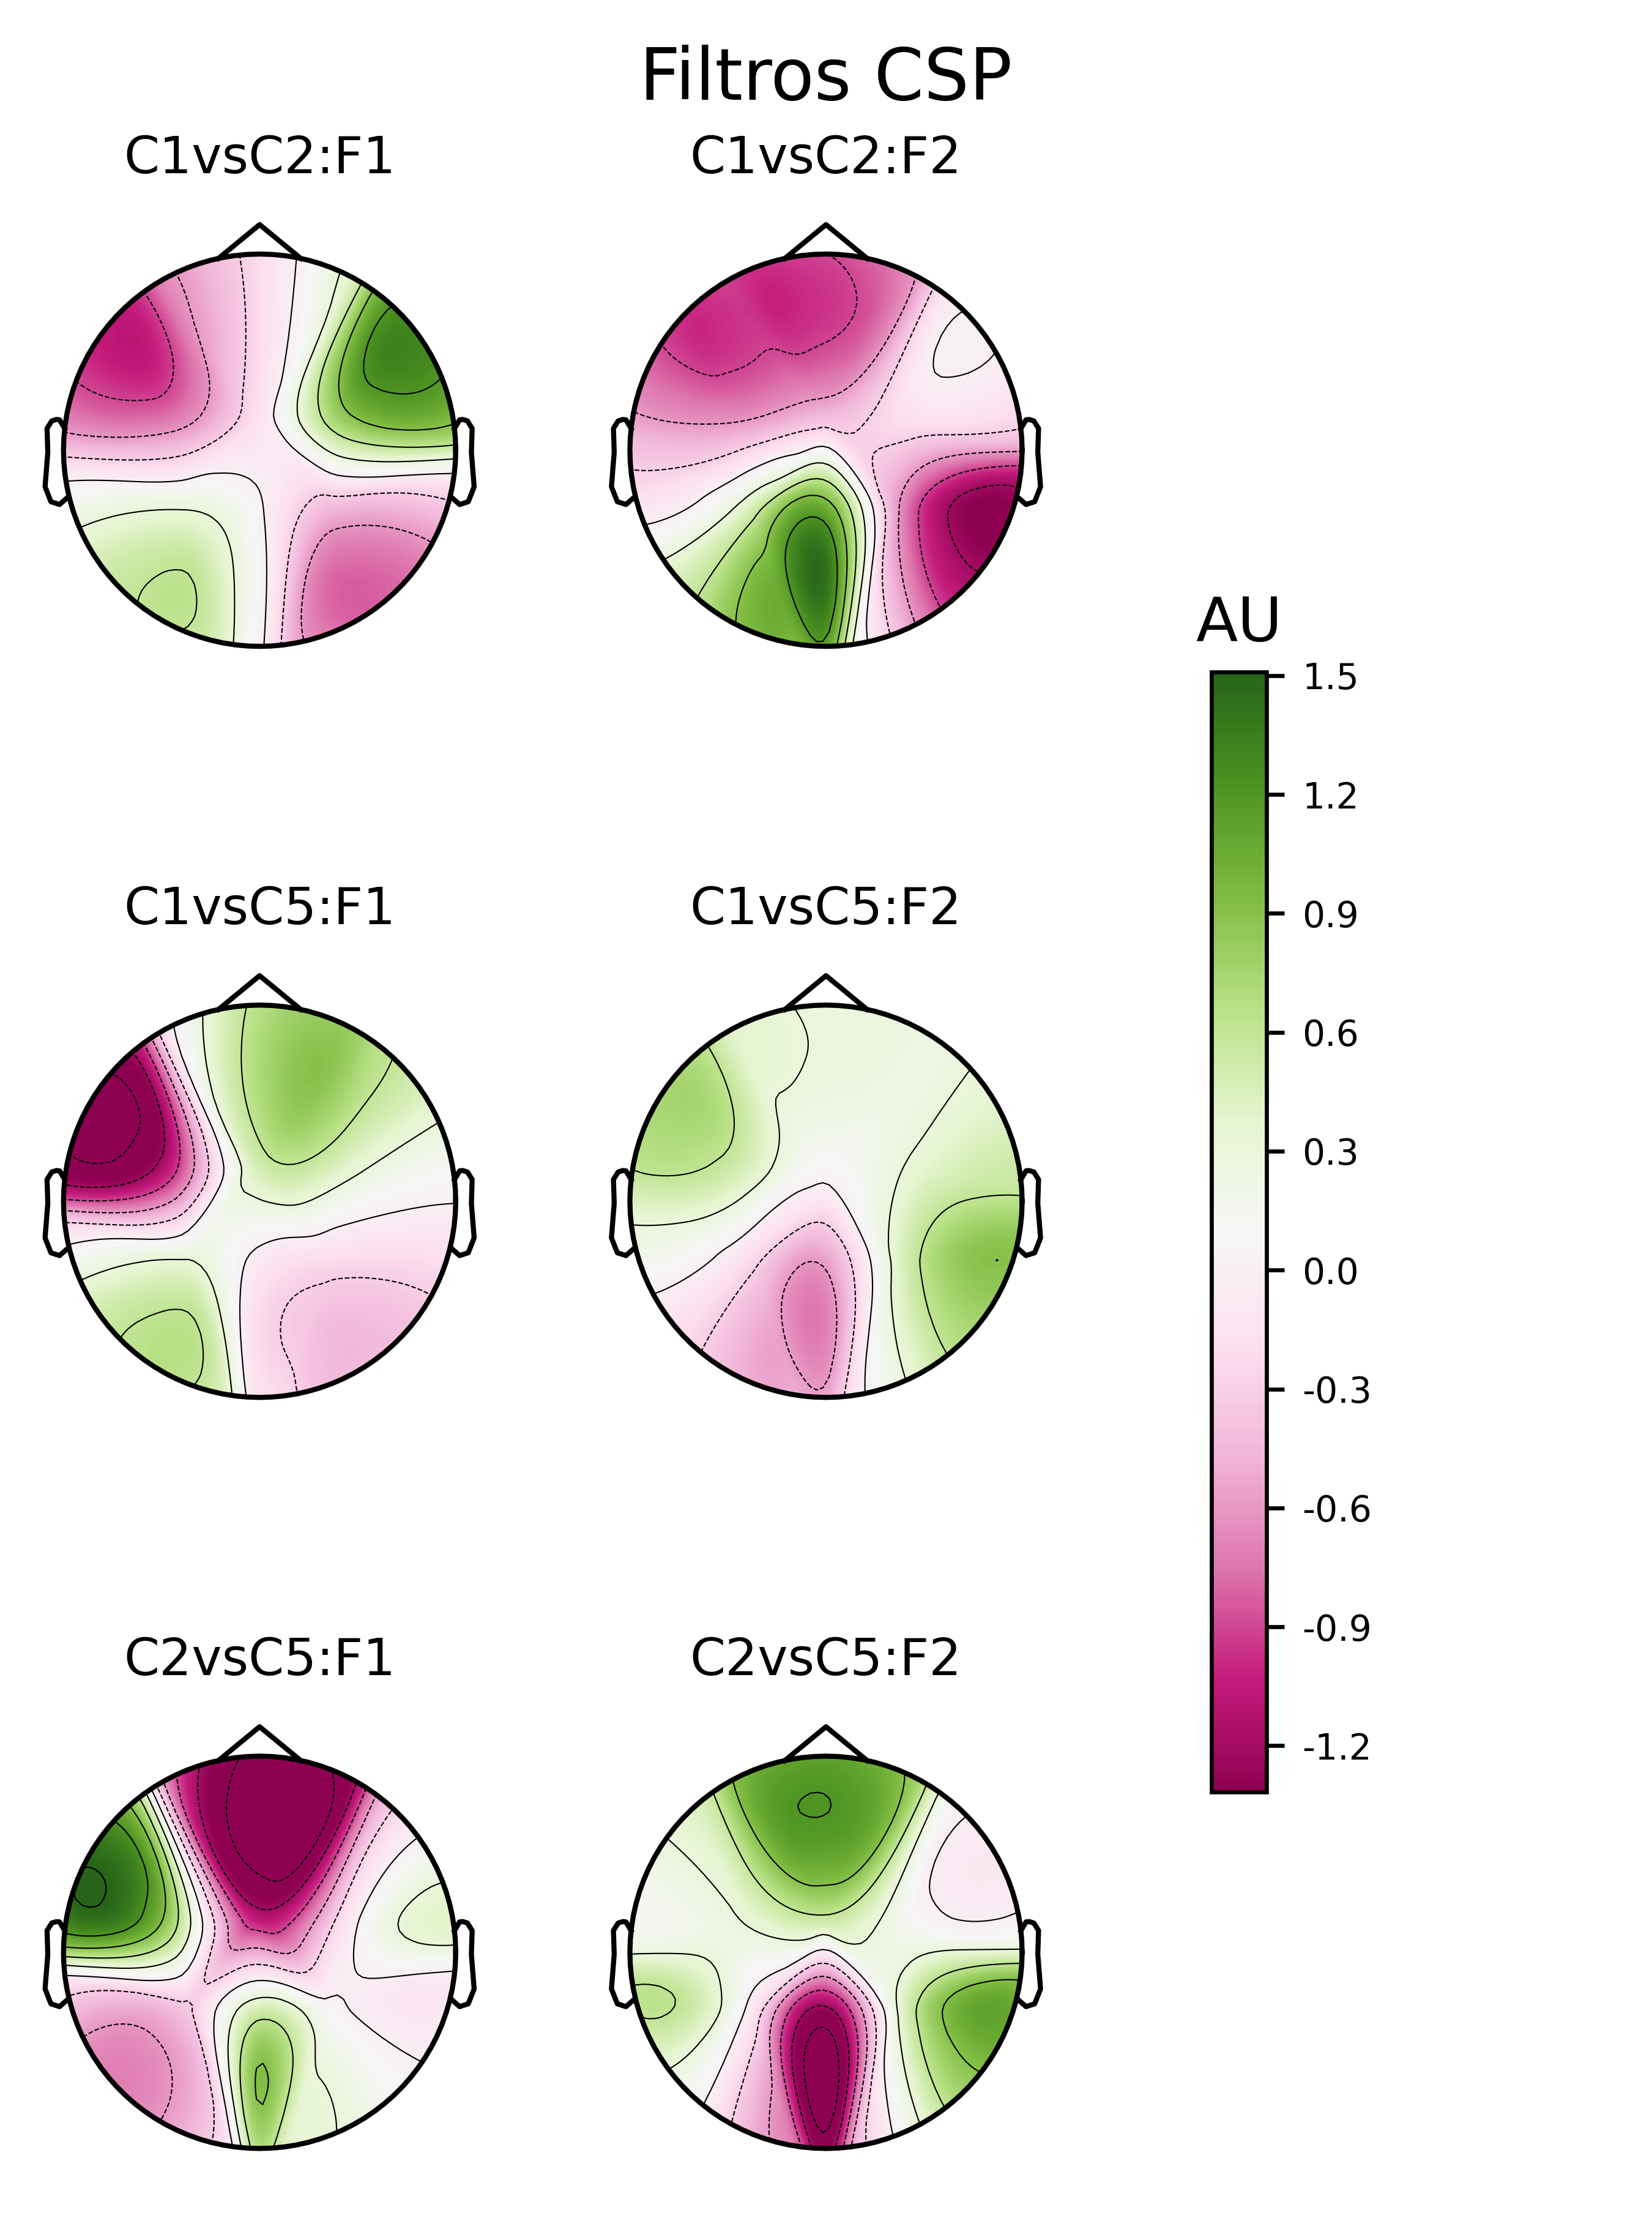 Filtros CSP
C1vsC2:F1
C1vsC2:F2
AU
1.5
1.2
C1vsC5:F1
C1vsC5:F2
0.9
0.6
0.3
0.0
-0.3
-0.6
C2vsC5:F1
C2vsC5:F2
-0.9
-1.2